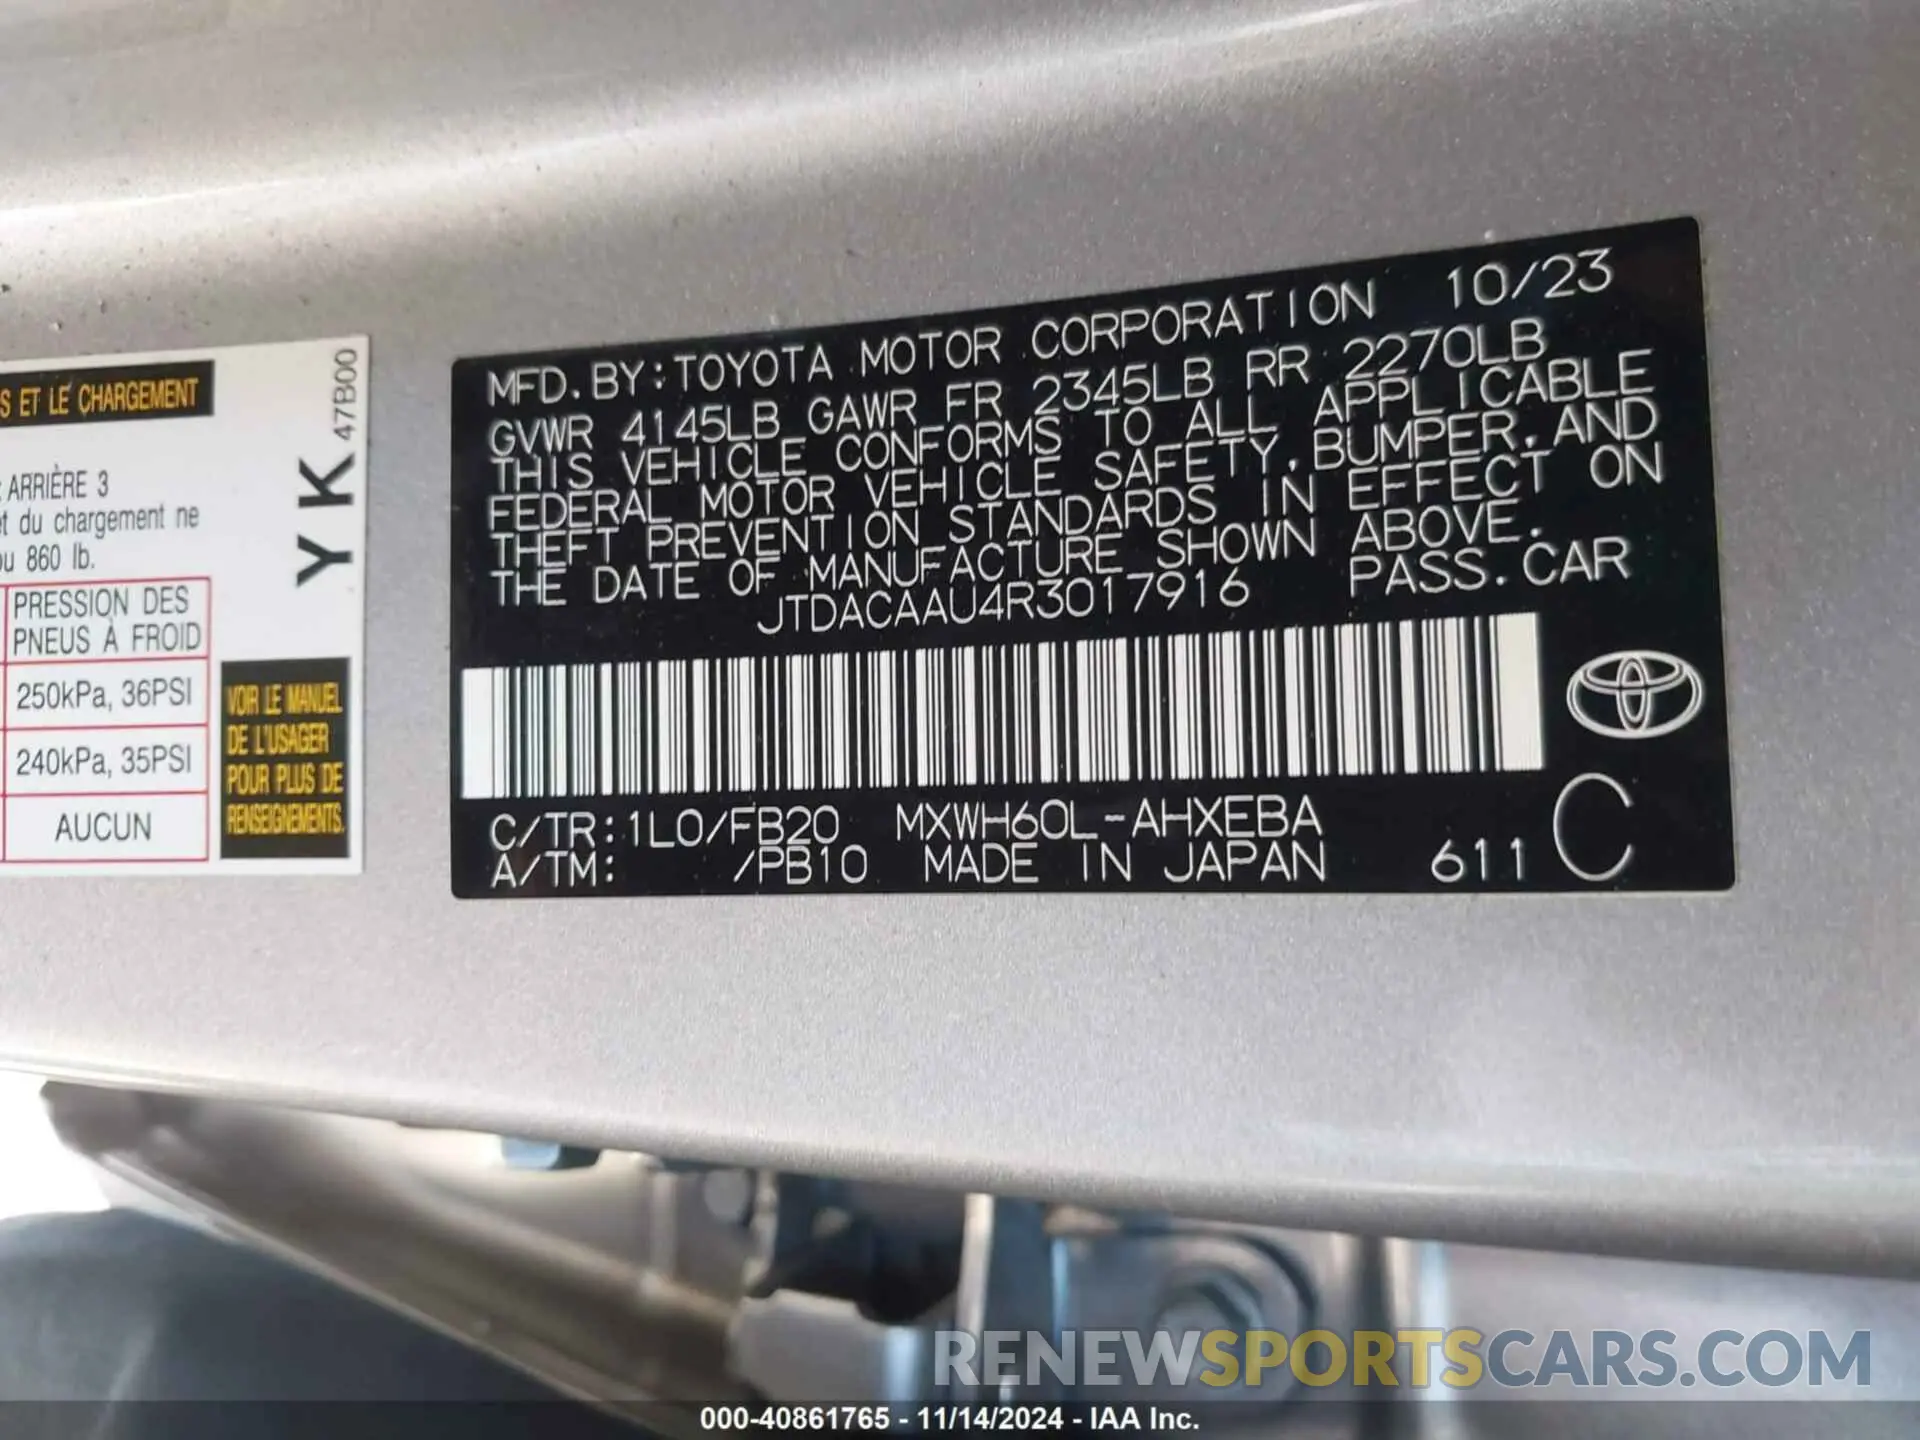 S ET LE CHARGEMENT
47B00
YK
ARRIÈRE 3
et du chargement ne
ou 860 lb.
PRESSION DES
PNEUS À FROID
250kPa, 36PSI
240kPa, 35PSI
AUCUN
VOIR LE MANUEL
DE L'USAGER
POUR PLUS DE
RENSEIGNEMENTS.
MFD. BY: TOYOTA MOTOR CORPORATION 10/23
GVWR 4145LB GAWR FR 2345LB RR 2270LB
THIS VEHICLE CONFORMS TO ALL APPLICABLE
FEDERAL MOTOR VEHICLE SAFETY, BUMPER, AND
THEFT PREVENTION STANDARDS IN EFFECT ON
THE DATE OF MANUFACTURE SHOWN ABOVE.
JTDACAAU4R3017916 PASS. CAR
C/TR: 1L0/FB20 MXWH60L-AHXEBA
A/TM: /PB10 MADE IN JAPAN 611 C
RENEWSPORTSCARS.COM
000-40861765 - 11/14/2024 - IAA Inc.